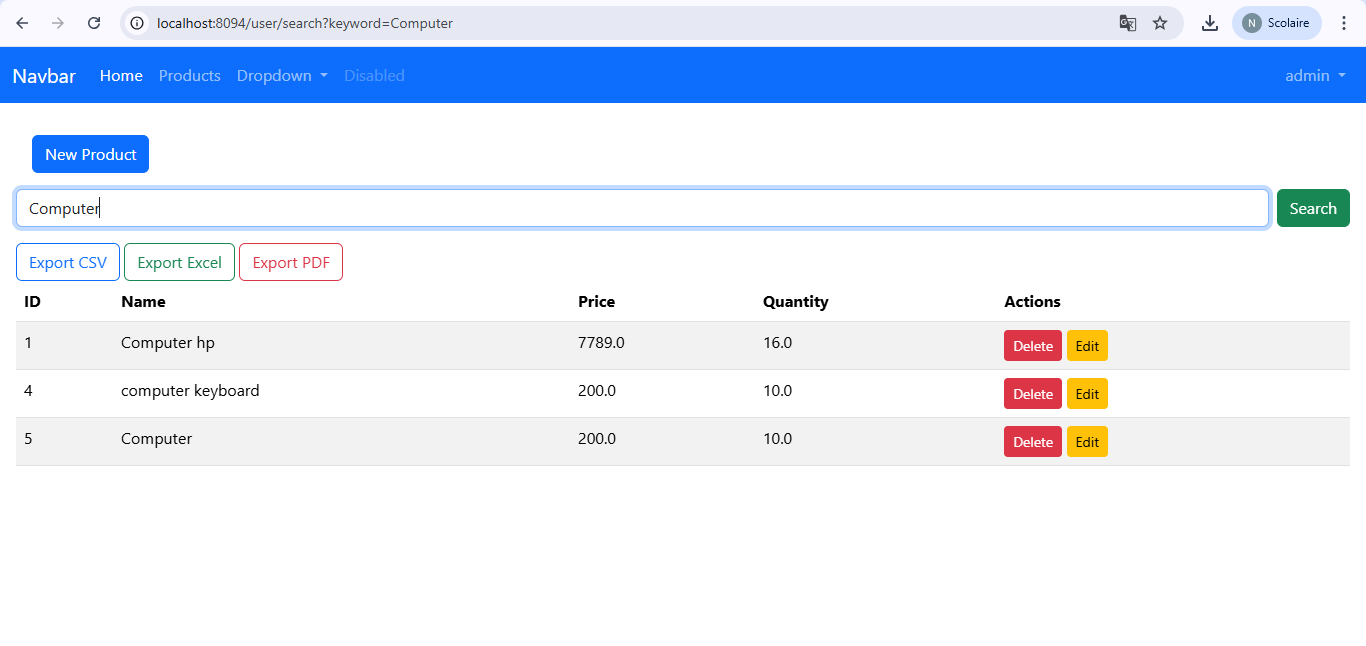 localhost:8094/user/search?keyword=Computer
N Scolaire
Navbar Home Products Dropdown Disabled admin
New Product
Computer Search
Export CSV Export Excel Export PDF
ID Name Price Quantity Actions
1 Computer hp 7789.0 16.0 Delete Edit
4 computer keyboard 200.0 10.0 Delete Edit
5 Computer 200.0 10.0 Delete Edit